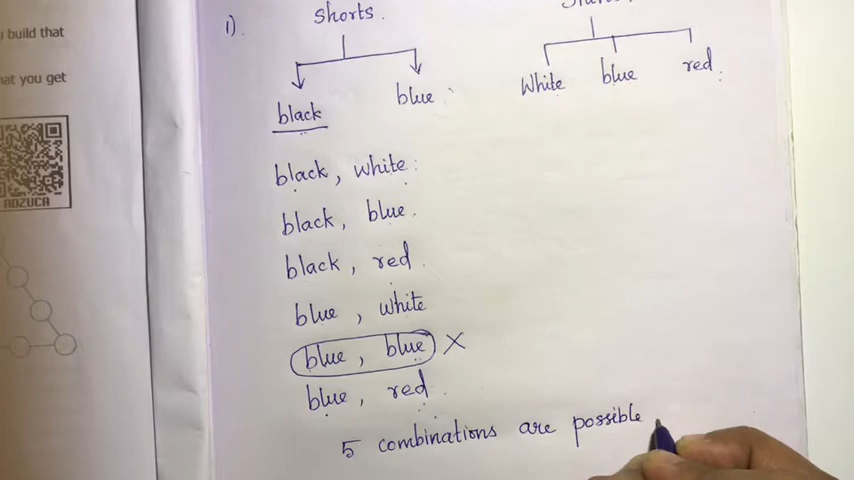 build that
1). Shorts.
hat you get
White blue red.
black blue
ADZUCA
black, white.
black, blue.
black, red.
blue, white
blue, blue X
blue, red.
5 combinations are possible